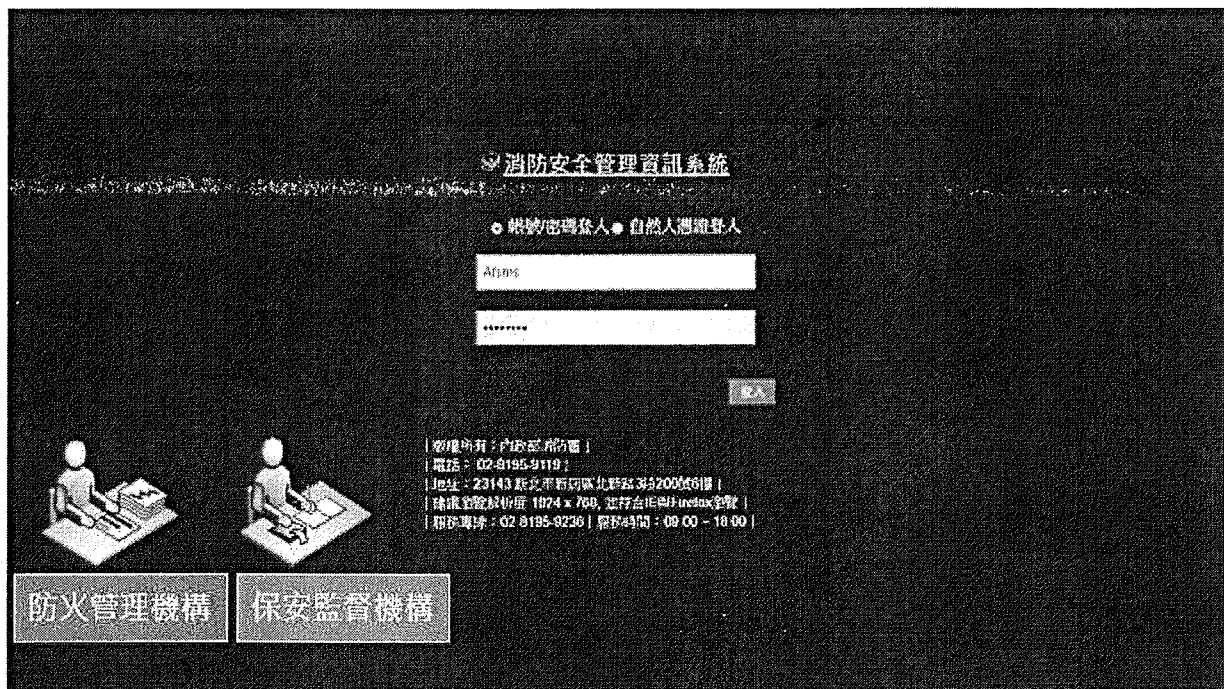 消防安全管理資訊系統
帳號/密碼登入 自然人憑證登入
Afsms
••••••••
登入
| 版權所有：內政部消防署 |
| 電話： 02-8195-9119 |
| 地址：23143 新北市新店區北新路3段200號8樓 |
| 建議瀏覽解析度 1024 x 768, 並符合IE與Firefox瀏覽 |
| 服務專線：02-8195-9236 | 服務時間：09:00 ~ 18:00 |
防火管理機構
保安監督機構